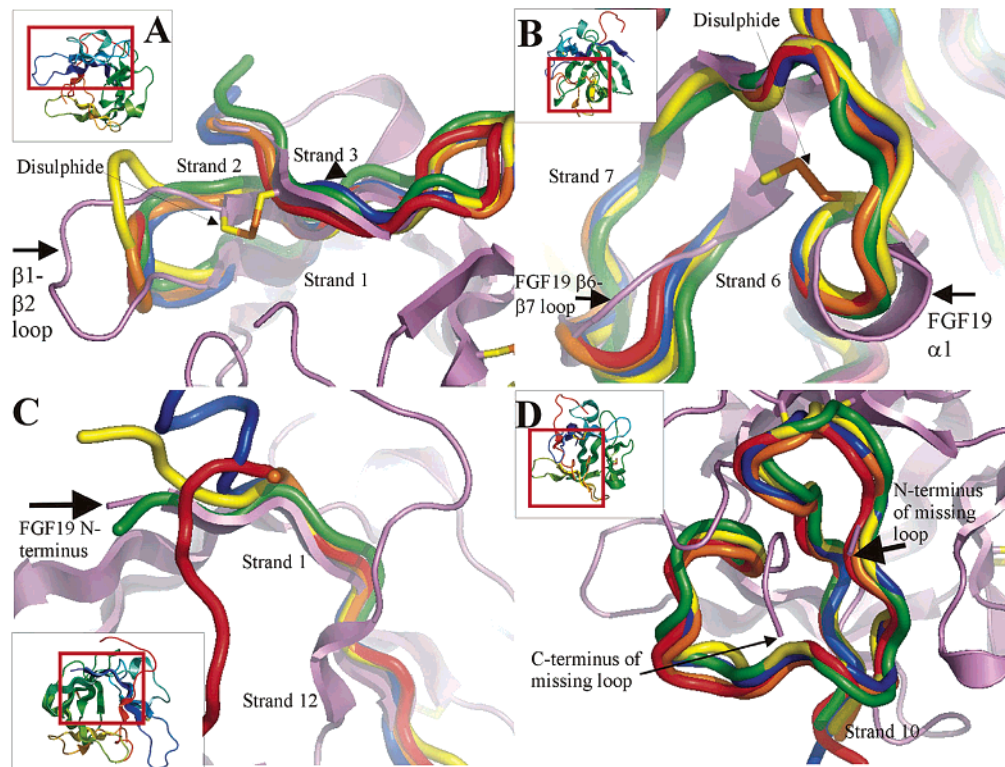 A
Disulphide
Strand 2
Strand 3
β1-
β2
loop
Strand 1
B
Disulphide
Strand 7
FGF19 β6-
β7 loop
Strand 6
FGF19
α1
C
FGF19 N-
terminus
Strand 1
Strand 12
D
N-terminus
of missing
loop
C-terminus of
missing loop
Strand 10